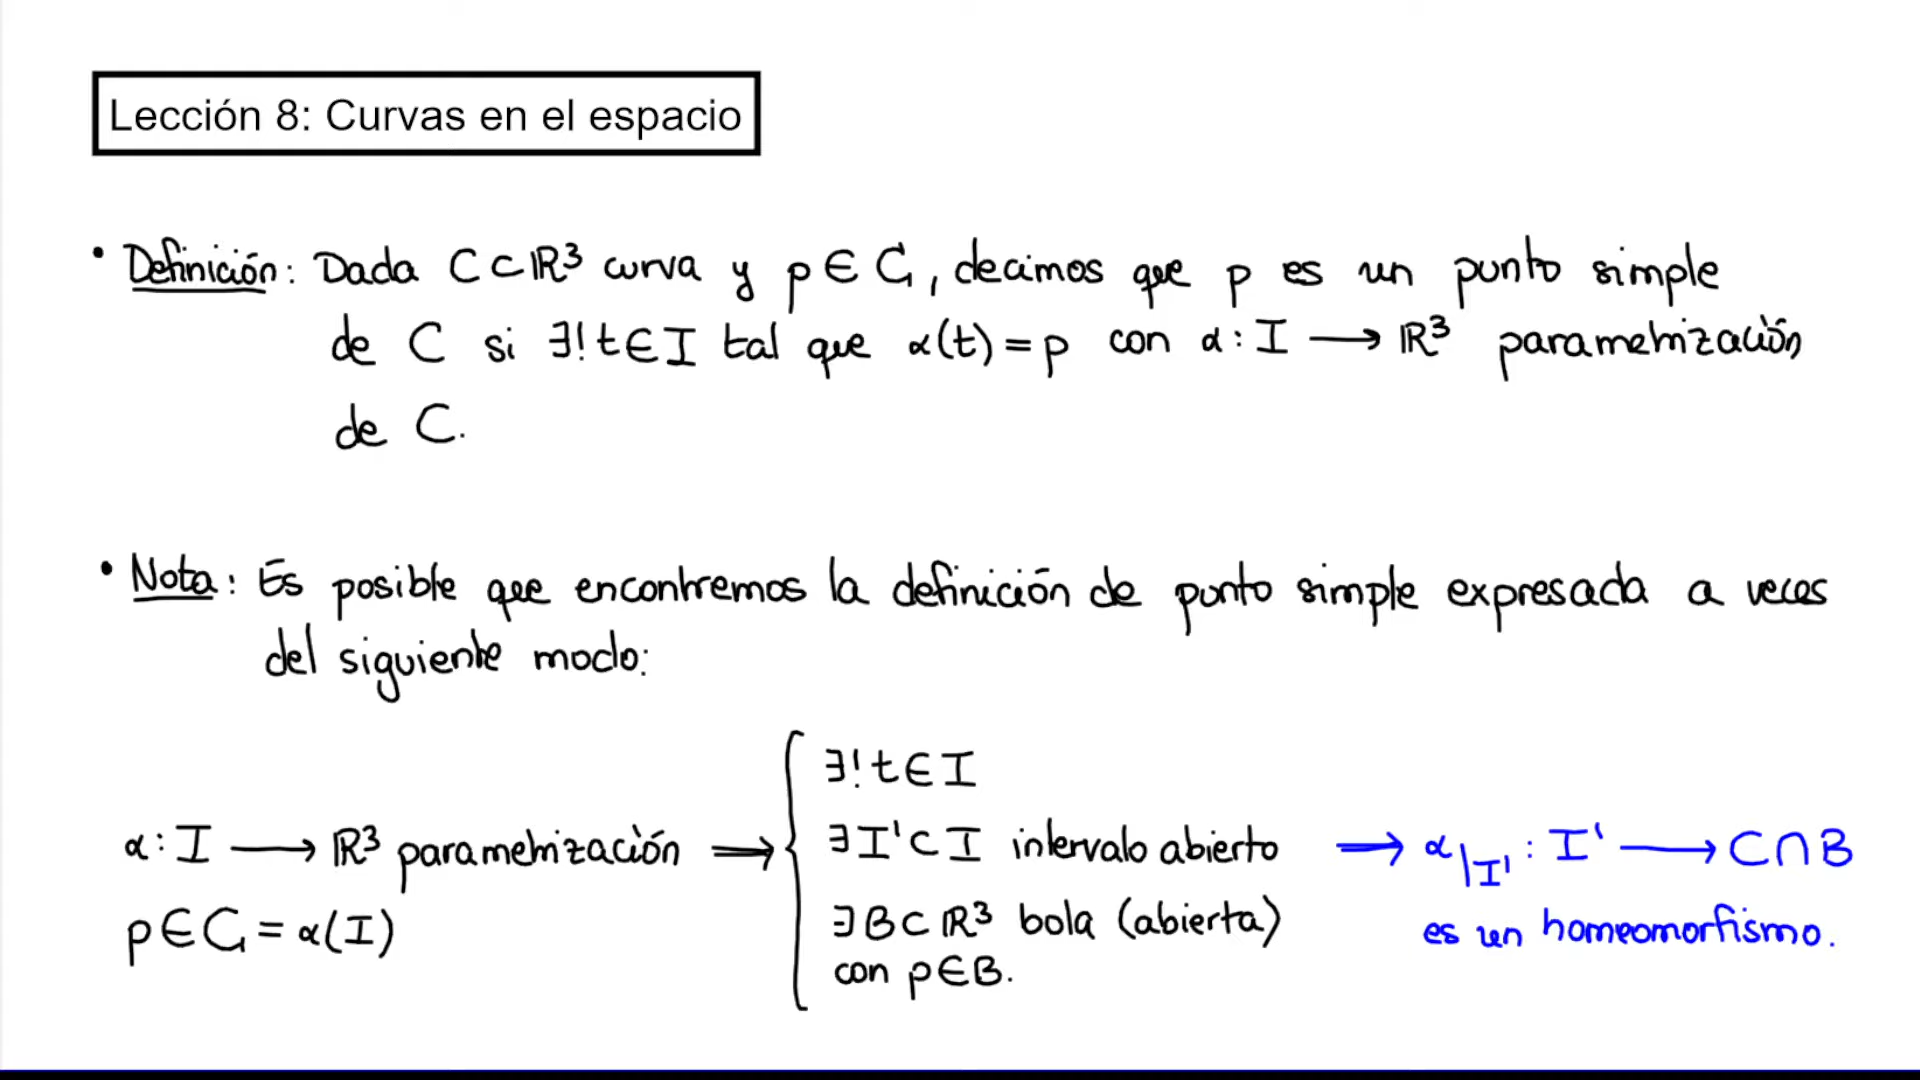 Lección 8: Curvas en el espacio
• Definición: Dada C⊂ℝ³ curva y p∈C, decimos que p es un punto simple
de C si ∃!t∈I tal que α(t)=p con α:I⟶ℝ³ parametrización
de C.
• Nota: Es posible que encontremos la definición de punto simple expresada a veces
del siguiente modo:
∃!t∈I
α:I⟶ℝ³ parametrización ⟹ { ∃I'⊂I intervalo abierto ⟹ α|I' : I'⟶C∩B
p∈C=α(I) ∃B⊂ℝ³ bola (abierta) es un homeomorfismo.
con p∈B.